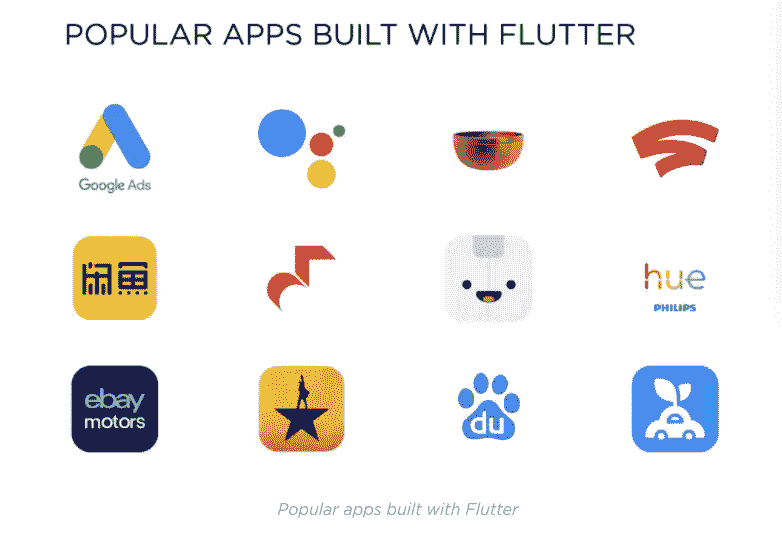 POPULAR APPS BUILT WITH FLUTTER
Google Ads
闲鱼
hue
PHILIPS
ebay
motors
du
Popular apps built with Flutter